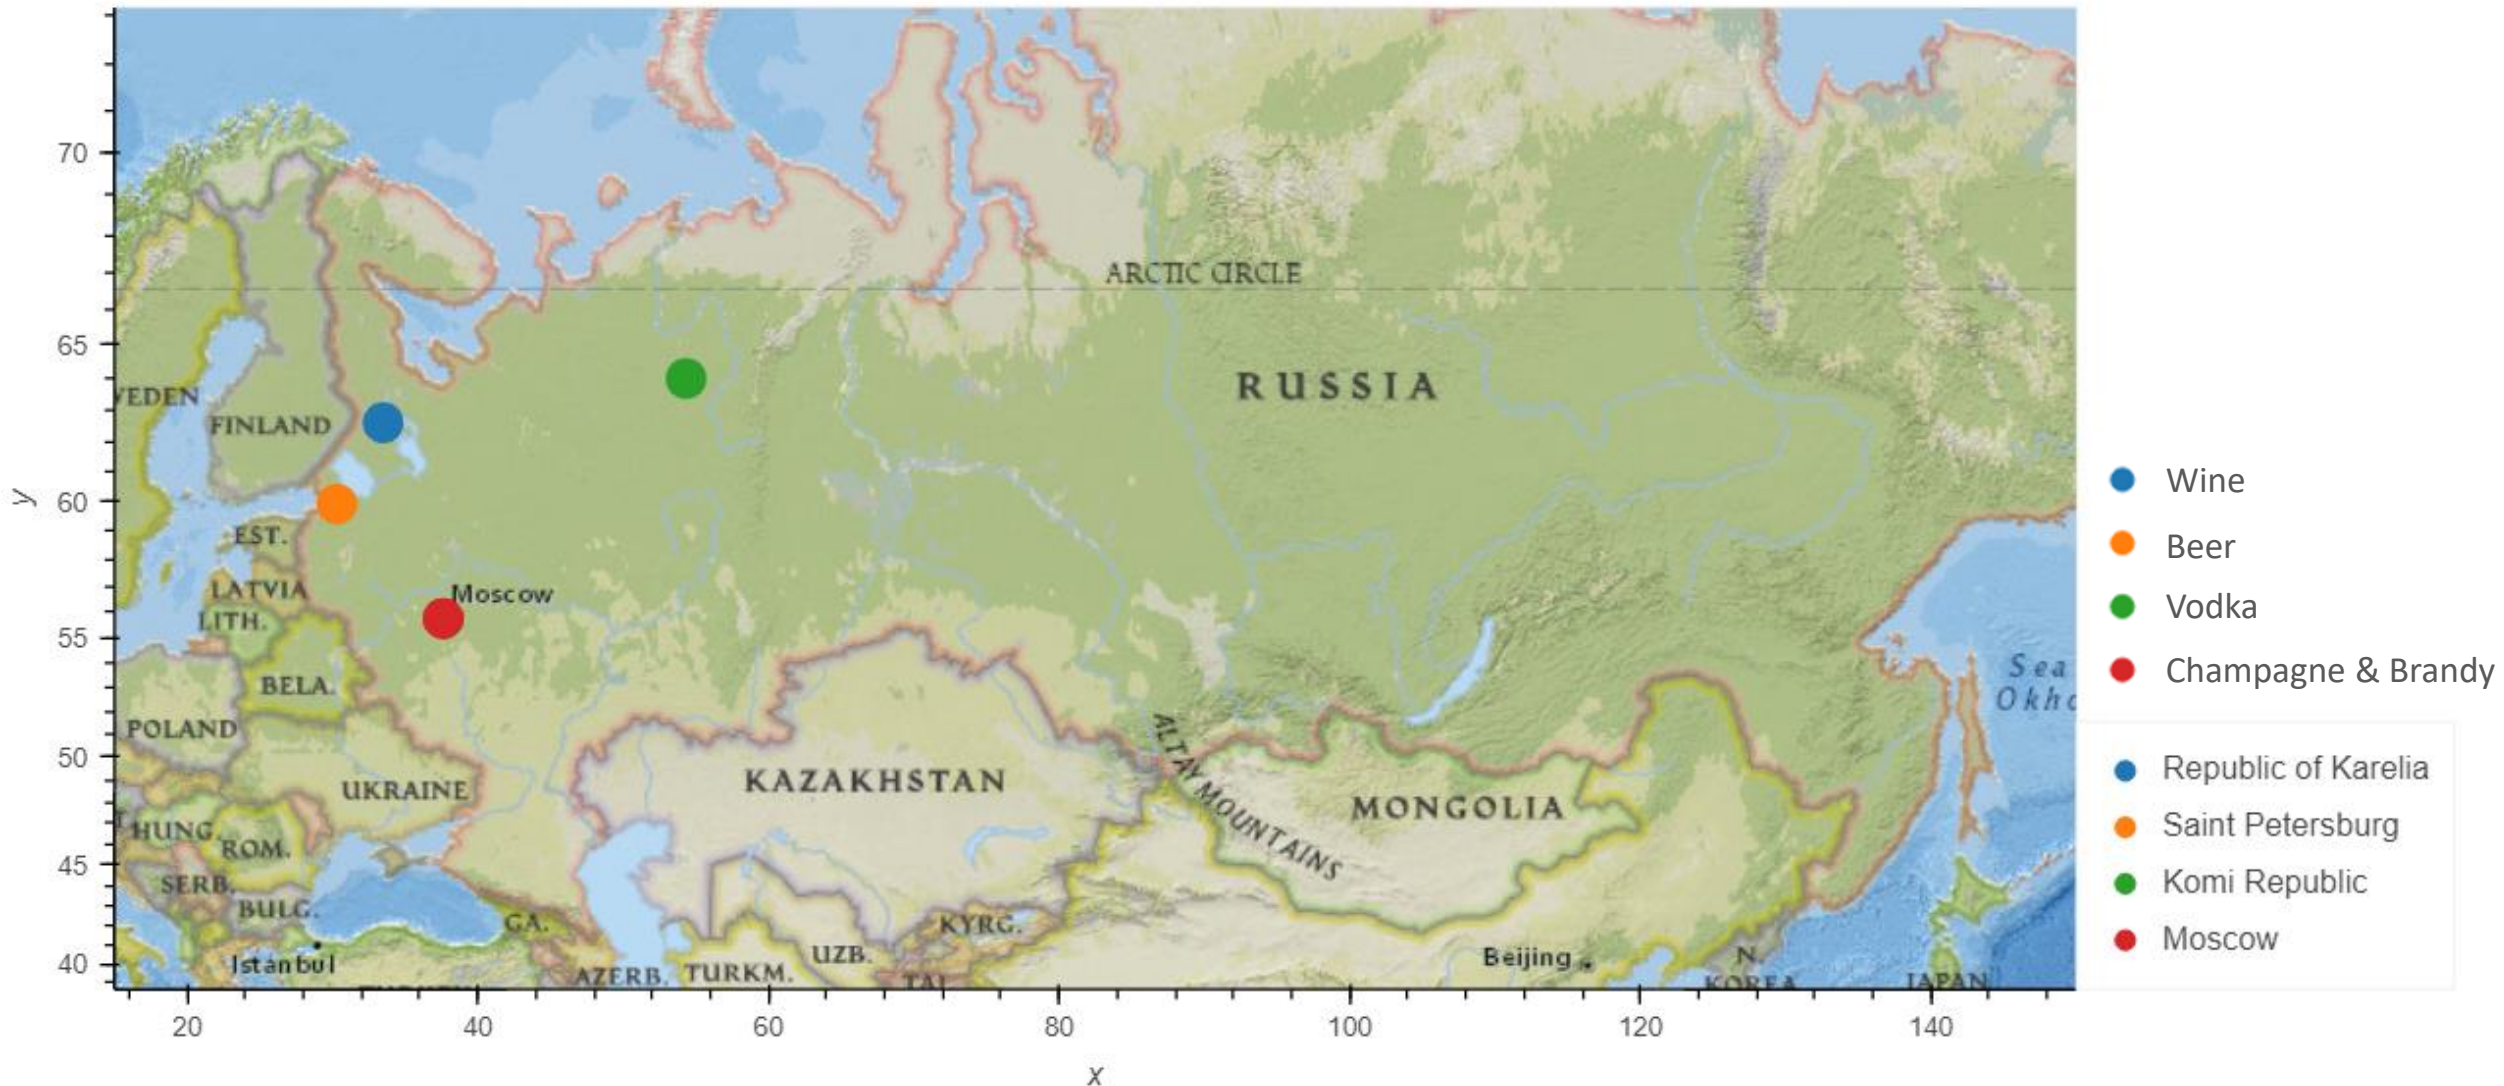 70
65
60
55
50
45
40
y
20
40
60
80
100
120
140
x
ARCTIC CIRCLE
RUSSIA
VEDEN
FINLAND
EST.
LATVIA
LITH.
Moscow
BELA.
POLAND
UKRAINE
KAZAKHSTAN
MONGOLIA
ALTAY MOUNTAINS
HUNG.
ROM.
SERB.
BULG.
GA.
KYRG.
Istanbul
AZERB.
TURKM.
UZB.
TAJ.
Beijing
N.
KOREA
JAPAN
Sea
Okho
Wine
Beer
Vodka
Champagne & Brandy
Republic of Karelia
Saint Petersburg
Komi Republic
Moscow